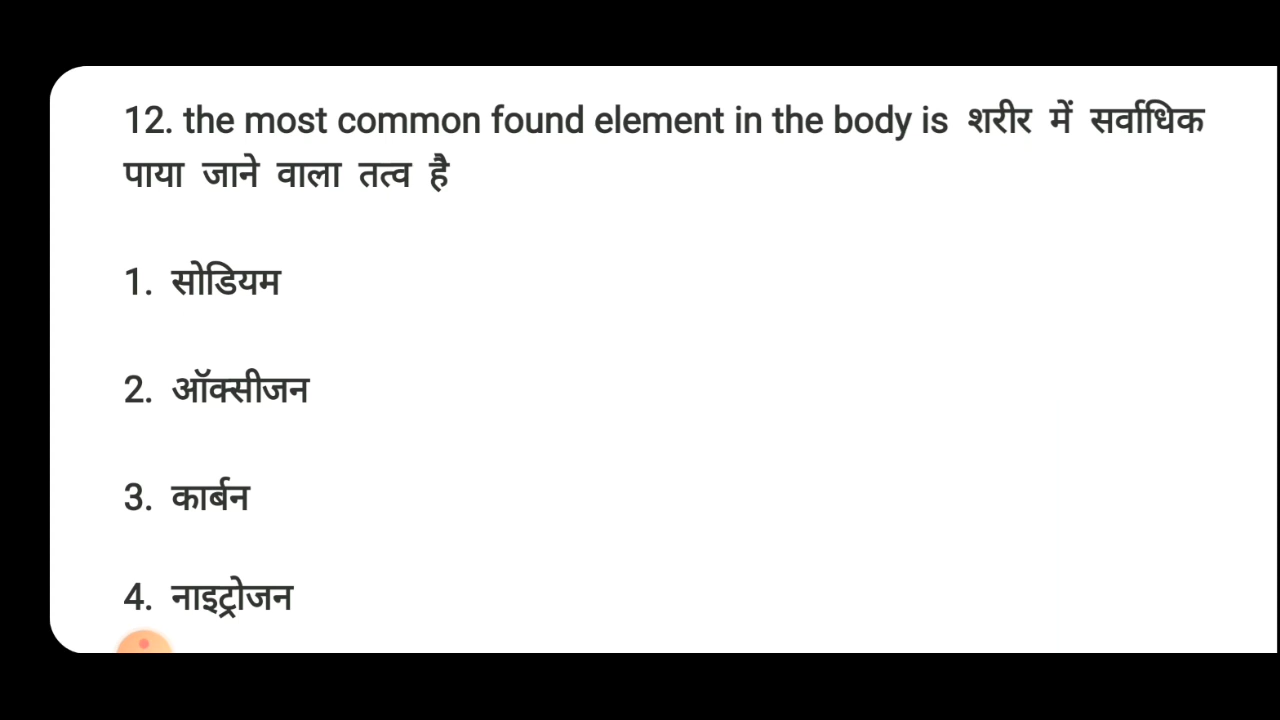 12. the most common found element in the body is शरीर में सर्वाधिक
पाया जाने वाला तत्व है
1. सोडियम
2. ऑक्सीजन
3. कार्बन
4. नाइट्रोजन